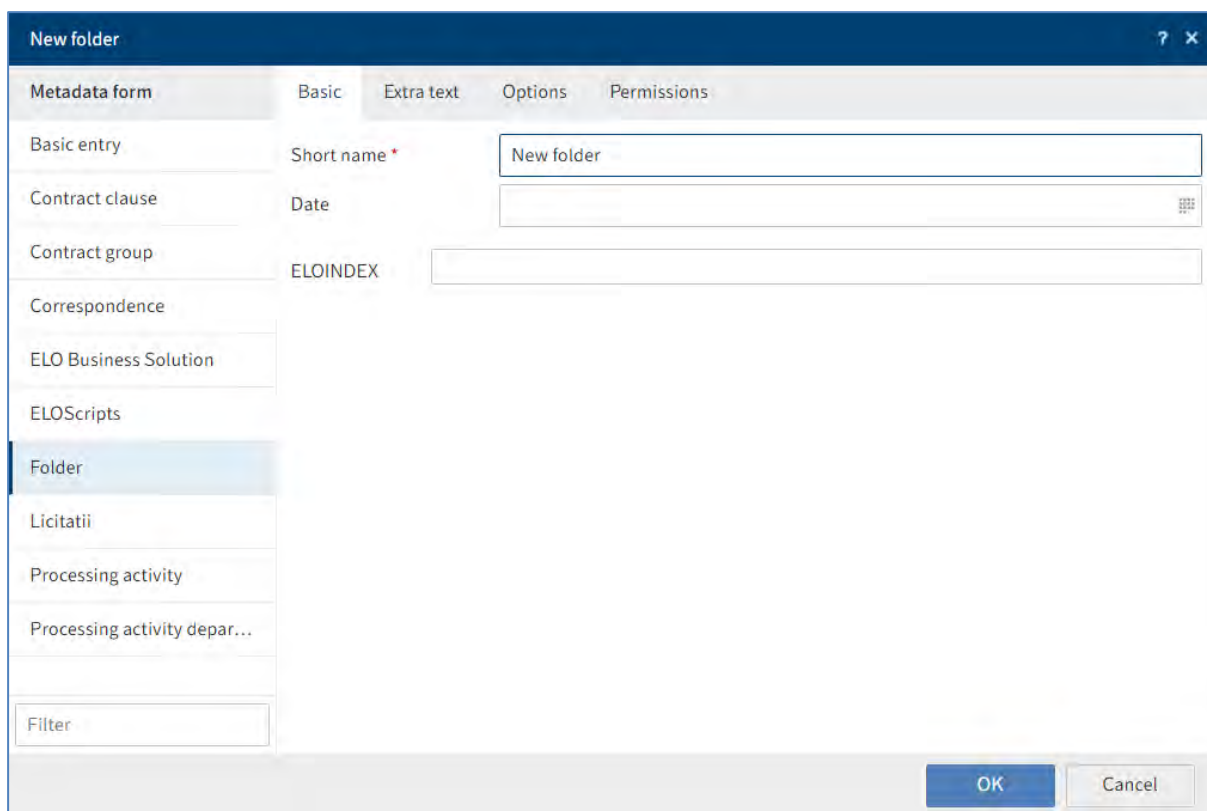 New folder ? ×
Metadata form
Basic Extra text Options Permissions
Basic entry
Contract clause
Contract group
Correspondence
ELO Business Solution
ELOScripts
Folder
Licitatii
Processing activity
Processing activity depar...
Filter
Short name * New folder
Date
ELOINDEX
OK Cancel